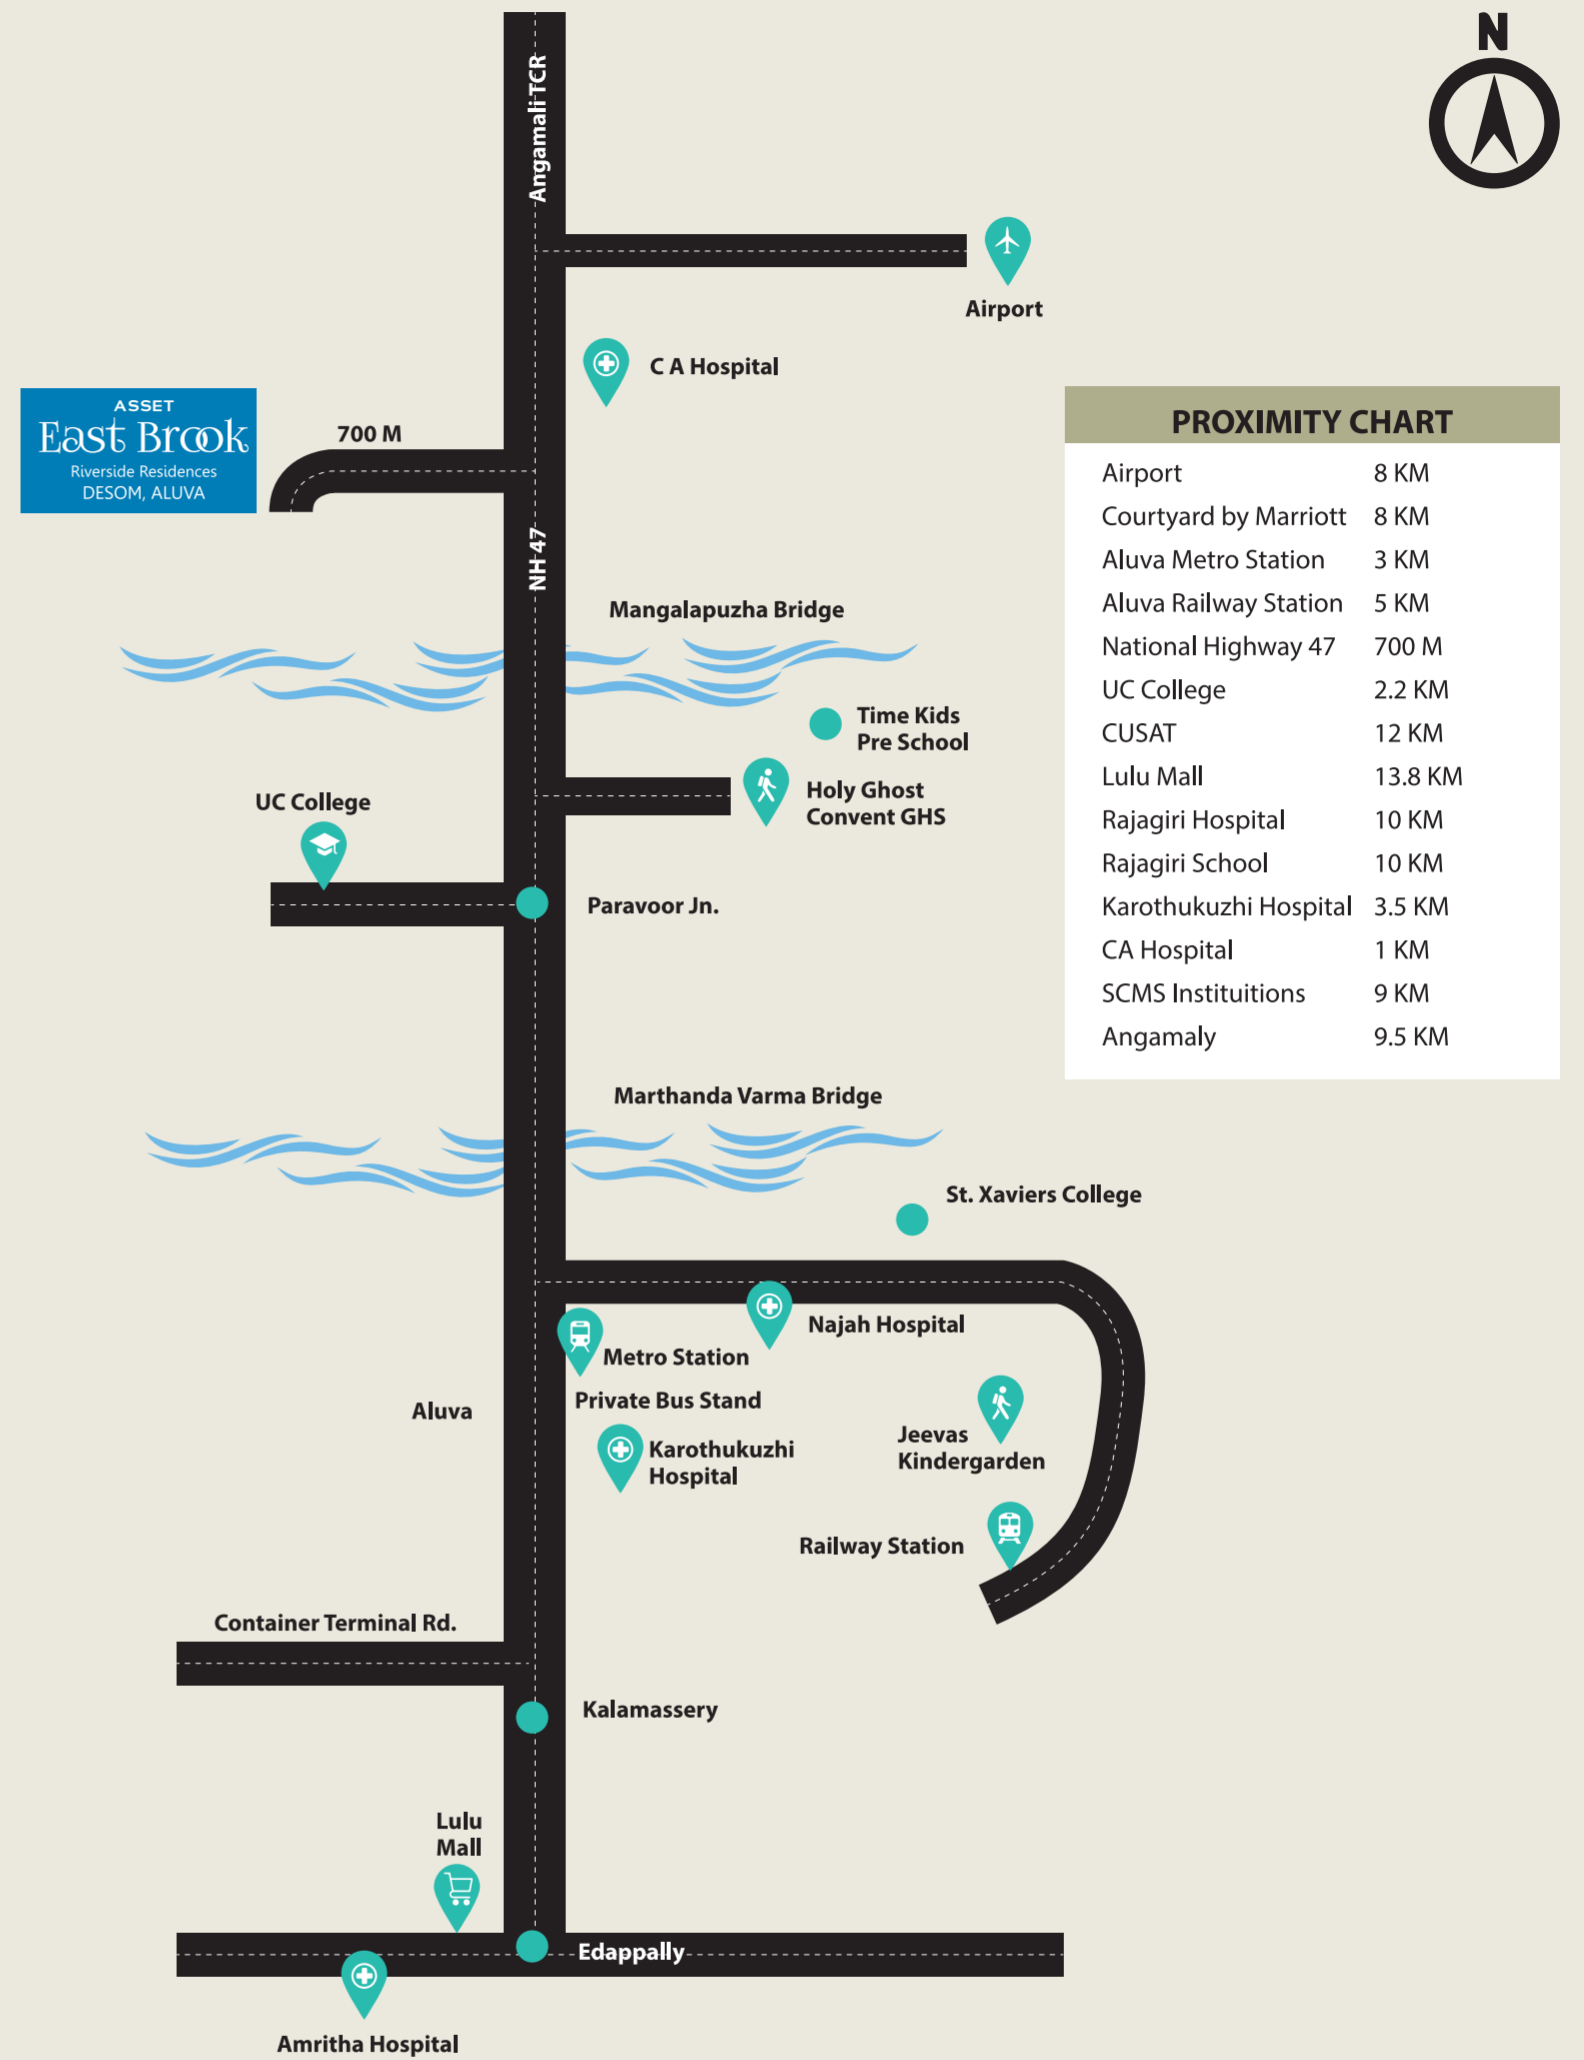 N
Angamali TCR
Airport
C A Hospital
ASSET
East Brook
Riverside Residences
DESOM, ALUVA
700 M
NH 47
PROXIMITY CHART
Airport 8 KM
Courtyard by Marriott 8 KM
Aluva Metro Station 3 KM
Aluva Railway Station 5 KM
National Highway 47 700 M
UC College 2.2 KM
CUSAT 12 KM
Lulu Mall 13.8 KM
Rajagiri Hospital 10 KM
Rajagiri School 10 KM
Karothukuzhi Hospital 3.5 KM
CA Hospital 1 KM
SCMS Instituitions 9 KM
Angamaly 9.5 KM
Mangalapuzha Bridge
Time Kids
Pre School
Holy Ghost
Convent GHS
UC College
Paravoor Jn.
Marthanda Varma Bridge
St. Xaviers College
Najah Hospital
Metro Station
Private Bus Stand
Aluva
Karothukuzhi
Hospital
Jeevas
Kindergarden
Railway Station
Container Terminal Rd.
Kalamassery
Lulu
Mall
Edappally
Amritha Hospital